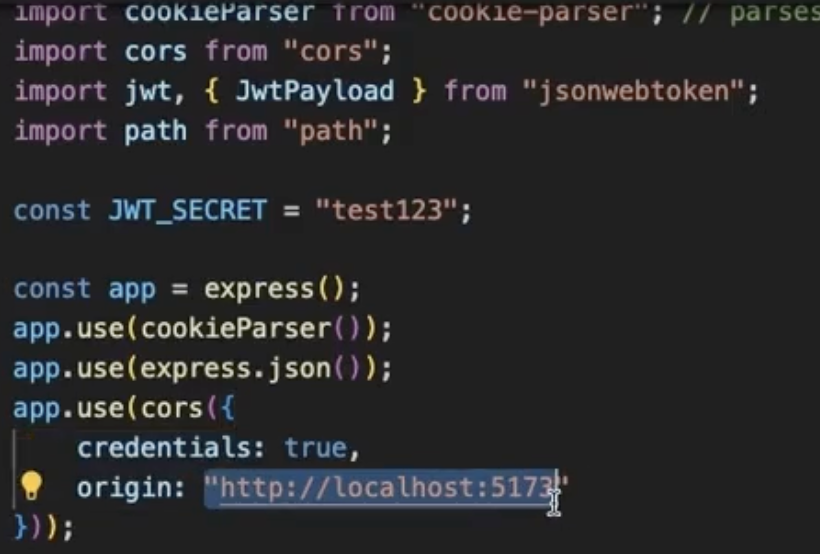 import cookieParser from "cookie-parser"; // parses
import cors from "cors";
import jwt, { JwtPayload } from "jsonwebtoken";
import path from "path";
const JWT_SECRET = "test123";
const app = express();
app.use(cookieParser());
app.use(express.json());
app.use(cors({
credentials: true,
origin: "http://localhost:5173"
}));